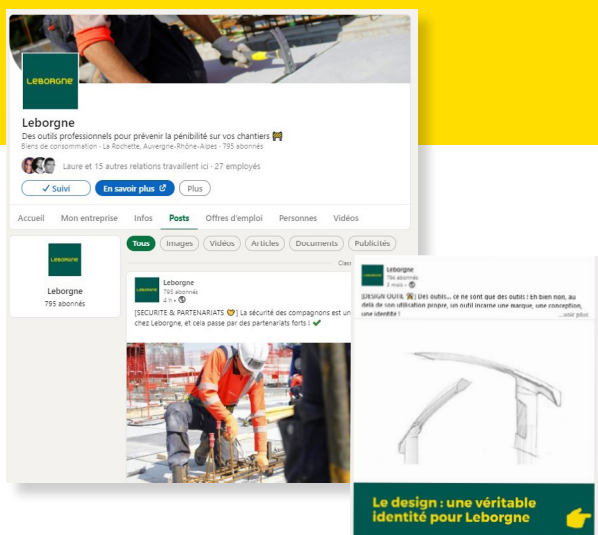 LEBORGNE
Leborgne
Des outils professionnels pour prévenir la pénibilité sur vos chantiers 🚧
Biens de consommation · La Rochette, Auvergne-Rhône-Alpes · 795 abonnés
Laure et 15 autres relations travaillent ici · 27 employés
✓ Suivi
En savoir plus
Plus
Accueil Mon entreprise Infos Posts Offres d'emploi Personnes Vidéos
LEBORGNE
Leborgne
795 abonnés
Tous Images Vidéos Articles Documents Publicités
Clas
LEBORGNE
Leborgne
795 abonnés
4 h •
[SECURITE & PARTENARIATS] La sécurité des compagnons est un
chez Leborgne, et cela passe par des partenariats forts ! ✔
LEBORGNE
Leborgne
abonnés
2 mois •
[DESIGN OUTIL] Des outils... ce ne sont que des outils ! Eh bien non, au
delà de son utilisation propre, un outil incarne une marque, une conception,
une identité !
...voir plus
Le design : une véritable
identité pour Leborgne